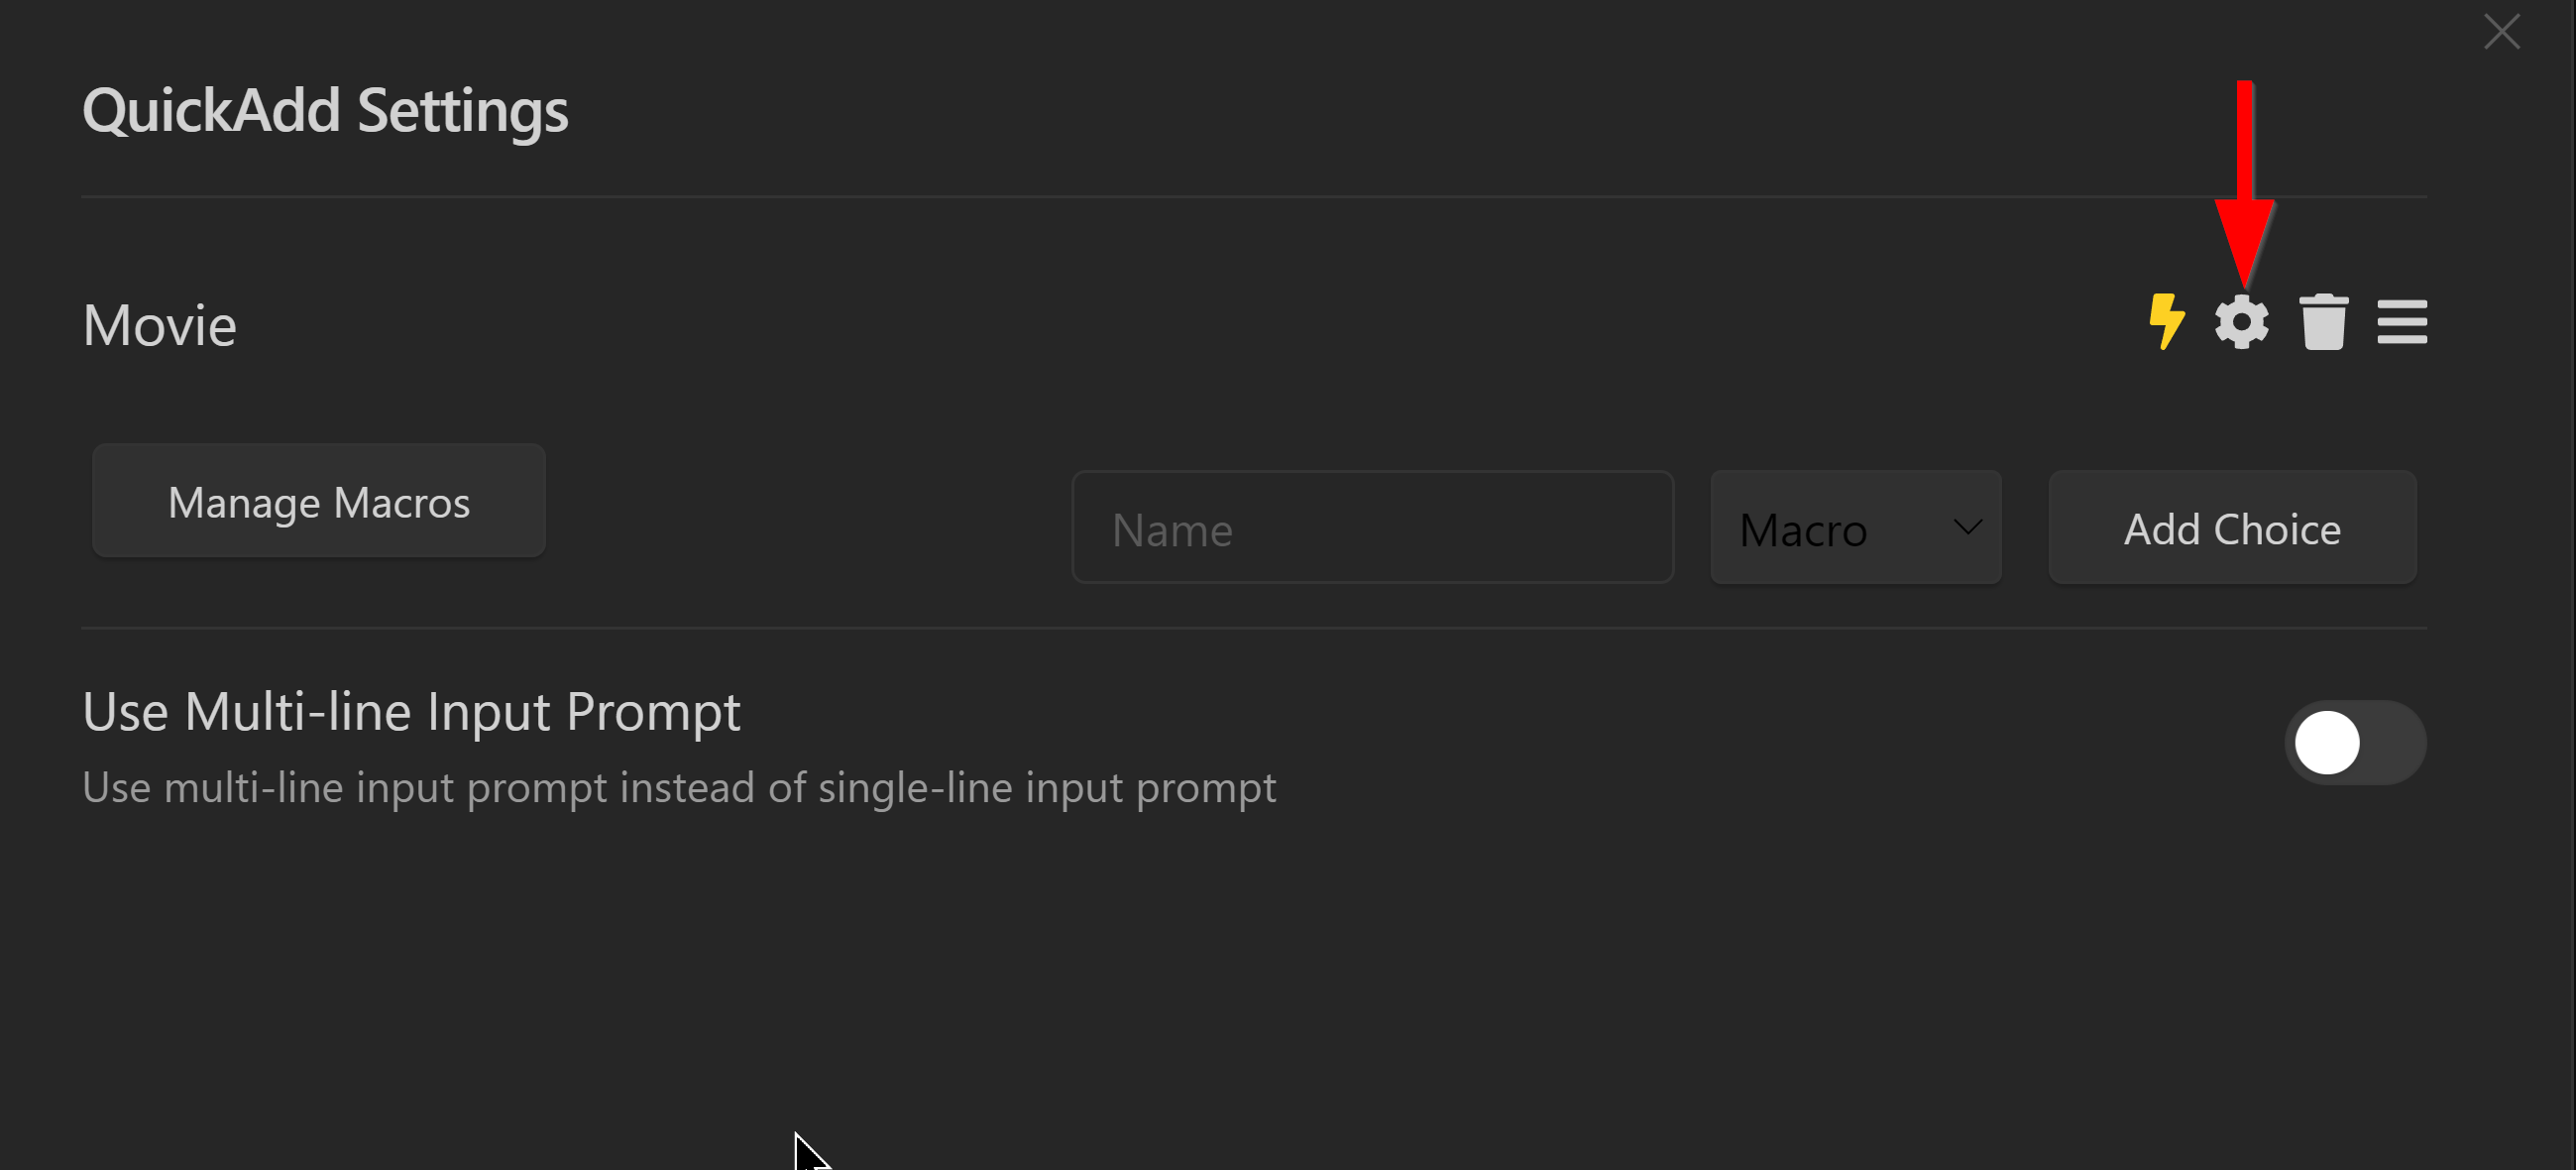 QuickAdd Settings
Movie
Manage Macros
Name
Macro
Add Choice
Use Multi-line Input Prompt
Use multi-line input prompt instead of single-line input prompt